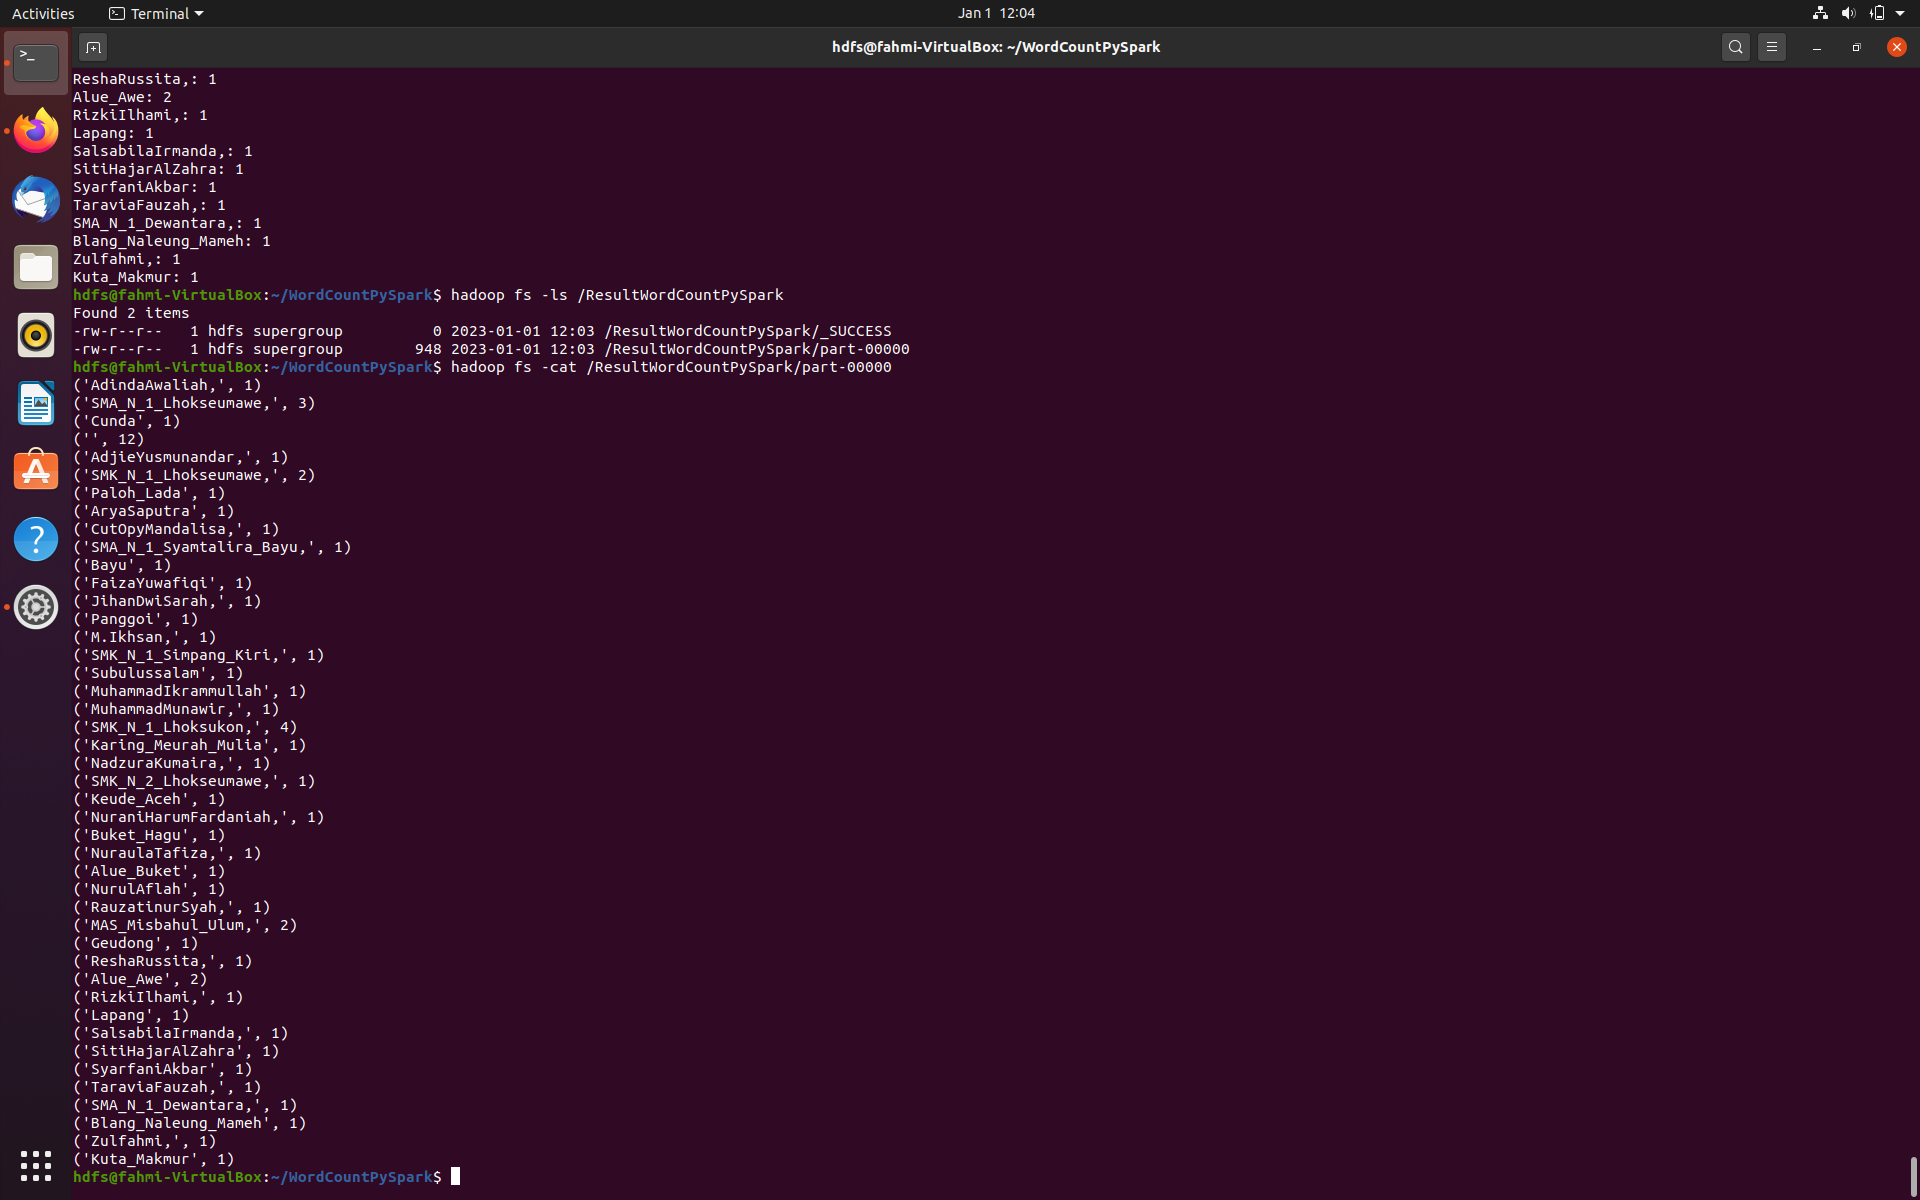 Activities
Terminal
Jan 1 12:04
hdfs@fahmi-VirtualBox: ~/WordCountPySpark
ReshaRussita,: 1
Alue_Awe: 2
RizkiIlhami,: 1
Lapang: 1
SalsabilaIrmanda,: 1
SitiHajarAlZahra: 1
SyarfaniAkbar: 1
TaraviaFauzah,: 1
SMA_N_1_Dewantara,: 1
Blang_Naleung_Mameh: 1
Zulfahmi,: 1
Kuta_Makmur: 1
hdfs@fahmi-VirtualBox:~/WordCountPySpark$ hadoop fs -ls /ResultWordCountPySpark
Found 2 items
-rw-r--r--   1 hdfs supergroup          0 2023-01-01 12:03 /ResultWordCountPySpark/_SUCCESS
-rw-r--r--   1 hdfs supergroup        948 2023-01-01 12:03 /ResultWordCountPySpark/part-00000
hdfs@fahmi-VirtualBox:~/WordCountPySpark$ hadoop fs -cat /ResultWordCountPySpark/part-00000
('AdindaAwaliah,', 1)
('SMA_N_1_Lhokseumawe,', 3)
('Cunda', 1)
('', 12)
('AdjieYusmunandar,', 1)
('SMK_N_1_Lhokseumawe,', 2)
('Paloh_Lada', 1)
('AryaSaputra', 1)
('CutOpyMandalisa,', 1)
('SMA_N_1_Syamtalira_Bayu,', 1)
('Bayu', 1)
('FaizaYuwafiqi', 1)
('JihanDwiSarah,', 1)
('Panggoi', 1)
('M.Ikhsan,', 1)
('SMK_N_1_Simpang_Kiri,', 1)
('Subulussalam', 1)
('MuhammadIkrammullah', 1)
('MuhammadMunawir,', 1)
('SMK_N_1_Lhoksukon,', 4)
('Karing_Meurah_Mulia', 1)
('NadzuraKumaira,', 1)
('SMK_N_2_Lhokseumawe,', 1)
('Keude_Aceh', 1)
('NuraniHarumFardaniah,', 1)
('Buket_Hagu', 1)
('NuraulaTafiza,', 1)
('Alue_Buket', 1)
('NurulAflah', 1)
('RauzatinurSyah,', 1)
('MAS_Misbahul_Ulum,', 2)
('Geudong', 1)
('ReshaRussita,', 1)
('Alue_Awe', 2)
('RizkiIlhami,', 1)
('Lapang', 1)
('SalsabilaIrmanda,', 1)
('SitiHajarAlZahra', 1)
('SyarfaniAkbar', 1)
('TaraviaFauzah,', 1)
('SMA_N_1_Dewantara,', 1)
('Blang_Naleung_Mameh', 1)
('Zulfahmi,', 1)
('Kuta_Makmur', 1)
hdfs@fahmi-VirtualBox:~/WordCountPySpark$